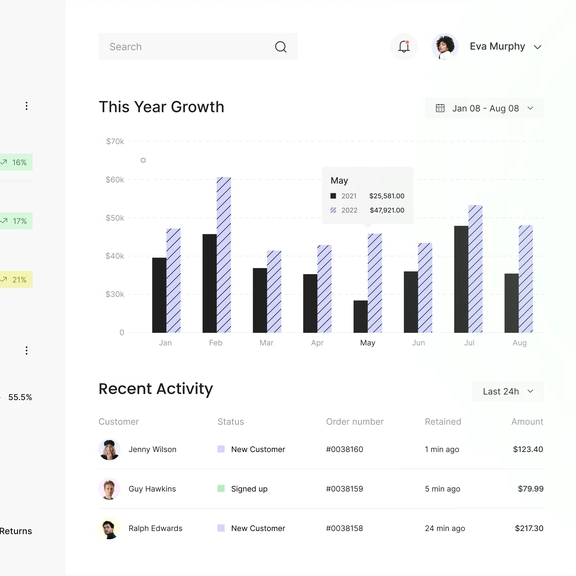 Search
Eva Murphy
This Year Growth
Jan 08 - Aug 08
16%
17%
21%
55.5%
Returns
$70k
$60k
$50k
$40k
$30k
0
May
2021 $25,581.00
2022 $47,921.00
Jan Feb Mar Apr May Jun Jul Aug
Recent Activity
Last 24h
Customer Status Order number Retained Amount
Jenny Wilson New Customer #0038160 1 min ago $123.40
Guy Hawkins Signed up #0038159 5 min ago $79.99
Ralph Edwards New Customer #0038158 24 min ago $217.30